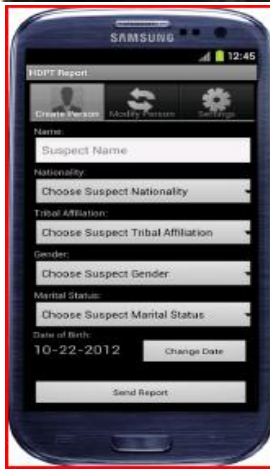 SAMSUNG
12:45
HDPT Report
Create Person Modify Person Settings
Name:
Suspect Name
Nationality:
Choose Suspect Nationality
Tribal Affiliation:
Choose Suspect Tribal Affiliation
Gender:
Choose Suspect Gender
Marital Status:
Choose Suspect Marital Status
Date of Birth:
10-22-2012 Change Date
Send Report